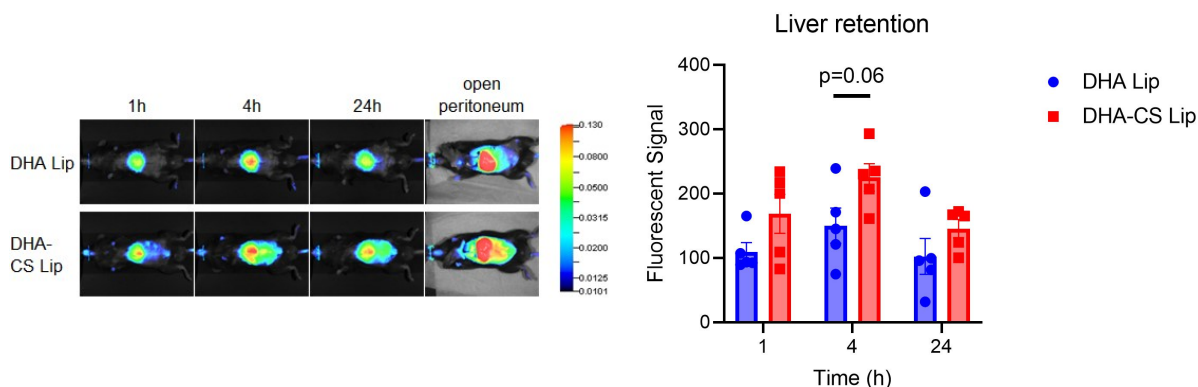 1h
4h
24h
open
peritoneum
DHA Lip
DHA-
CS Lip
0.130
0.0800
0.0500
0.0315
0.0200
0.0125
0.0101
Liver retention
Fluorescent Signal
400
300
200
100
0
p=0.06
1
4
24
Time (h)
DHA Lip
DHA-CS Lip